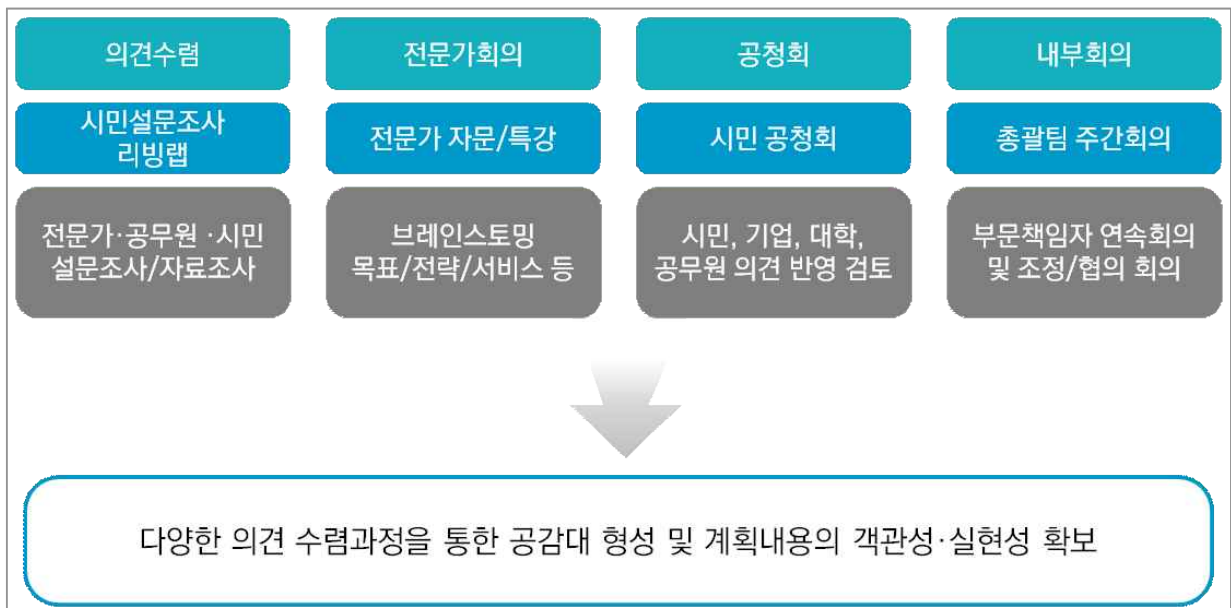 의견수렴
전문가회의
공청회
내부회의
시민설문조사
리빙랩
전문가 자문/특강
시민 공청회
총괄팀 주간회의
전문가·공무원 ·시민
설문조사/자료조사
브레인스토밍
목표/전략/서비스 등
시민, 기업, 대학,
공무원 의견 반영 검토
부문책임자 연속회의
및 조정/협의 회의
다양한 의견 수렴과정을 통한 공감대 형성 및 계획내용의 객관성·실현성 확보